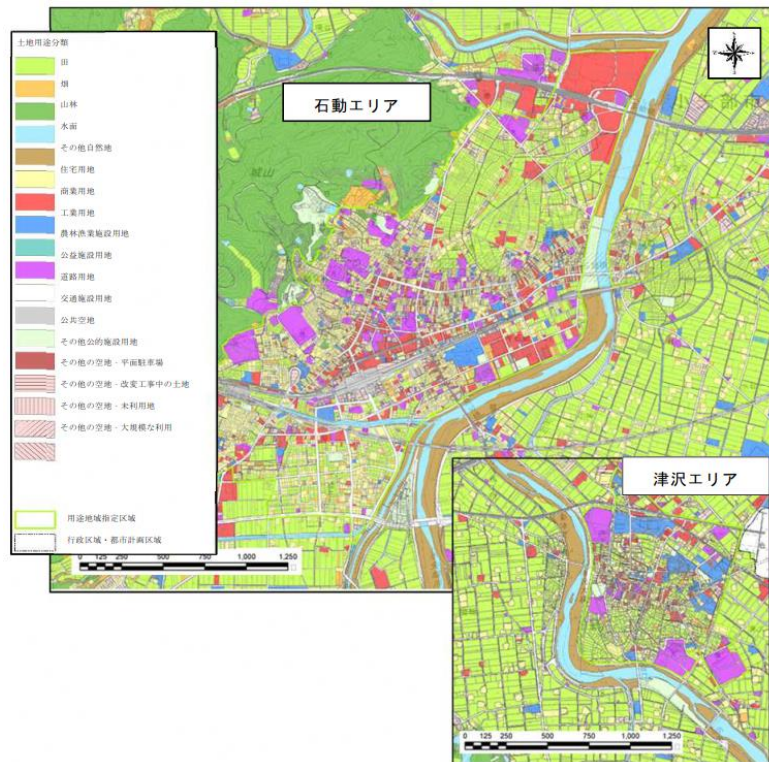 石動エリア
土地用途分類
田
畑
山林
水面
その他自然地
住宅用地
商業用地
工業用地
農林漁業施設用地
公益施設用地
道路用地
交通施設用地
公共空地
その他公的施設用地
その他の空地 - 平面駐車場
その他の空地 - 改変工事中の土地
その他の空地 - 未利用地
その他の空地 - 大規模な利用
用途地域指定区域
行政区域・都市計画区域
城山
0 125 250 500 750 1,000 1,250
津沢エリア
0 125 250 500 750 1,000 1,250